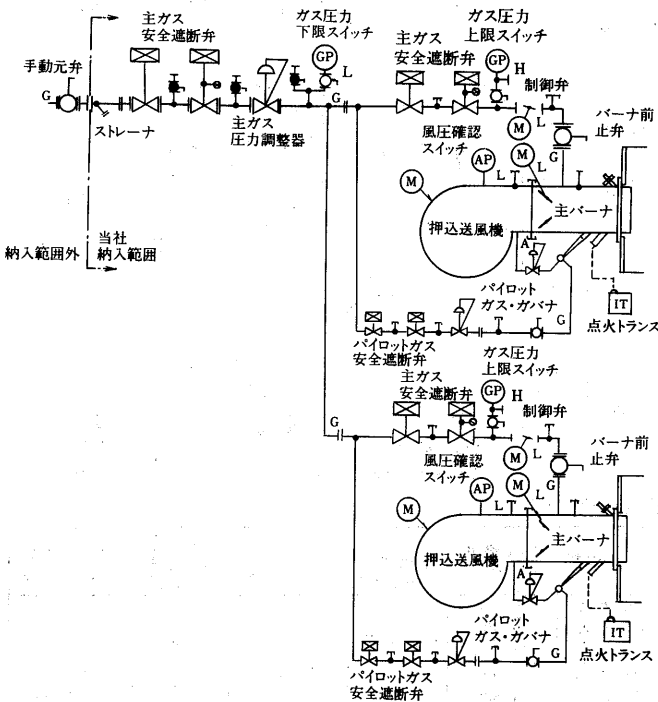 主ガス
安全遮断弁
ガス圧力
下限スイッチ
主ガス
安全遮断弁
ガス圧力
上限スイッチ
手動元弁
GP
L
GP
H
制御弁
G
G
ストレーナ
主ガス
圧力調整器
風圧確認
スイッチ
M
L
バーナ前
止弁
M
G
AP
L
M
主バーナ
押込送風機
当社
納入範囲外
納入範囲
A
パイロット
ガス・ガバナ
G
IT
点火トランス
パイロットガス
安全遮断弁
ガス圧力
上限スイッチ
主ガス
安全遮断弁
GP
H
制御弁
G
風圧確認
スイッチ
M
L
バーナ前
止弁
M
G
AP
L
L
M
主バーナ
押込送風機
A
パイロット
ガス・ガバナ
G
IT
点火トランス
パイロットガス
安全遮断弁